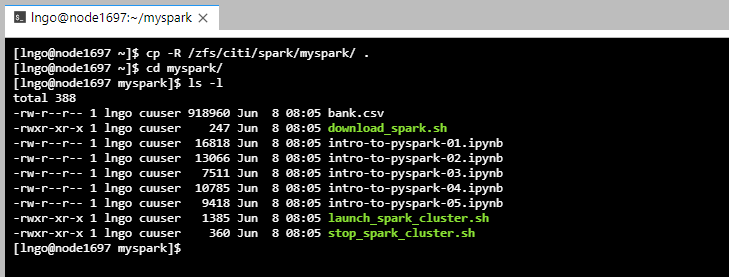 lngo@node1697:~/myspark
[lngo@node1697 ~]$ cp -R /zfs/citi/spark/myspark/ .
[lngo@node1697 ~]$ cd myspark/
[lngo@node1697 myspark]$ ls -l
total 388
-rw-r--r-- 1 lngo cuuser 918960 Jun  8 08:05 bank.csv
-rwxr-xr-x 1 lngo cuuser    247 Jun  8 08:05 download_spark.sh
-rw-r--r-- 1 lngo cuuser  16818 Jun  8 08:05 intro-to-pyspark-01.ipynb
-rw-r--r-- 1 lngo cuuser  13066 Jun  8 08:05 intro-to-pyspark-02.ipynb
-rw-r--r-- 1 lngo cuuser   7511 Jun  8 08:05 intro-to-pyspark-03.ipynb
-rw-r--r-- 1 lngo cuuser  10785 Jun  8 08:05 intro-to-pyspark-04.ipynb
-rw-r--r-- 1 lngo cuuser   9418 Jun  8 08:05 intro-to-pyspark-05.ipynb
-rwxr-xr-x 1 lngo cuuser   1385 Jun  8 08:05 launch_spark_cluster.sh
-rwxr-xr-x 1 lngo cuuser    360 Jun  8 08:05 stop_spark_cluster.sh
[lngo@node1697 myspark]$